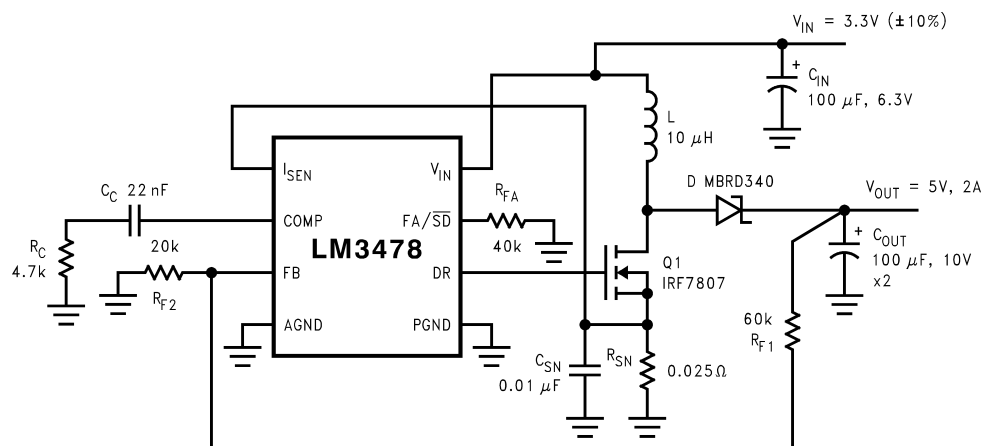 V_IN = 3.3V (±10%)
+
C_IN
100 μF, 6.3V
L
10 μH
I_SEN
V_IN
D MBRD340
V_OUT = 5V, 2A
C_C 22 nF
R_FA
COMP
FA/S̅D̅
+
C_OUT
100 μF, 10V
x2
R_C
4.7k
20k
LM3478
40k
Q1
IRF7807
FB
DR
R_F2
AGND
PGND
60k
R_F1
C_SN
0.01 μF
R_SN
0.025Ω